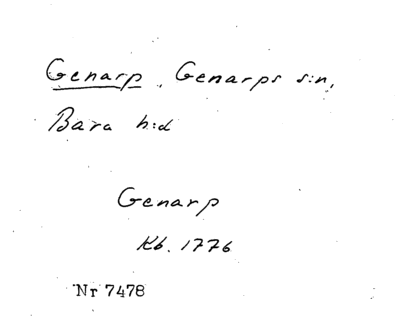 Genarp, Genarps s:n,
Bara h:d
Genarp
Kb. 1776
Nr 7478